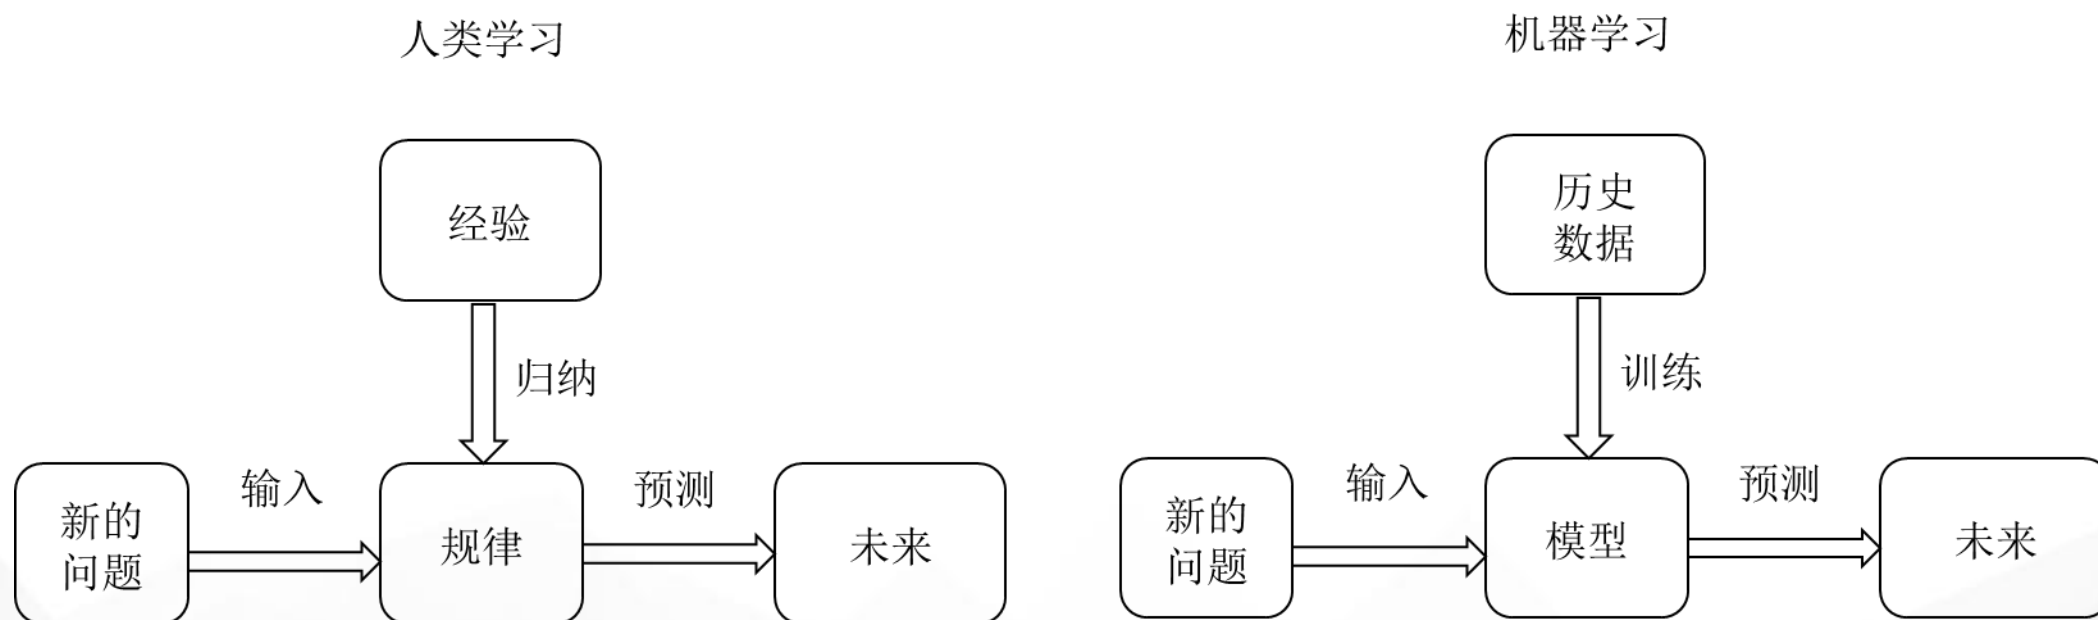 人类学习
经验
归纳
输入
预测
新的
问题
规律
未来
机器学习
历史
数据
训练
输入
预测
新的
问题
模型
未来